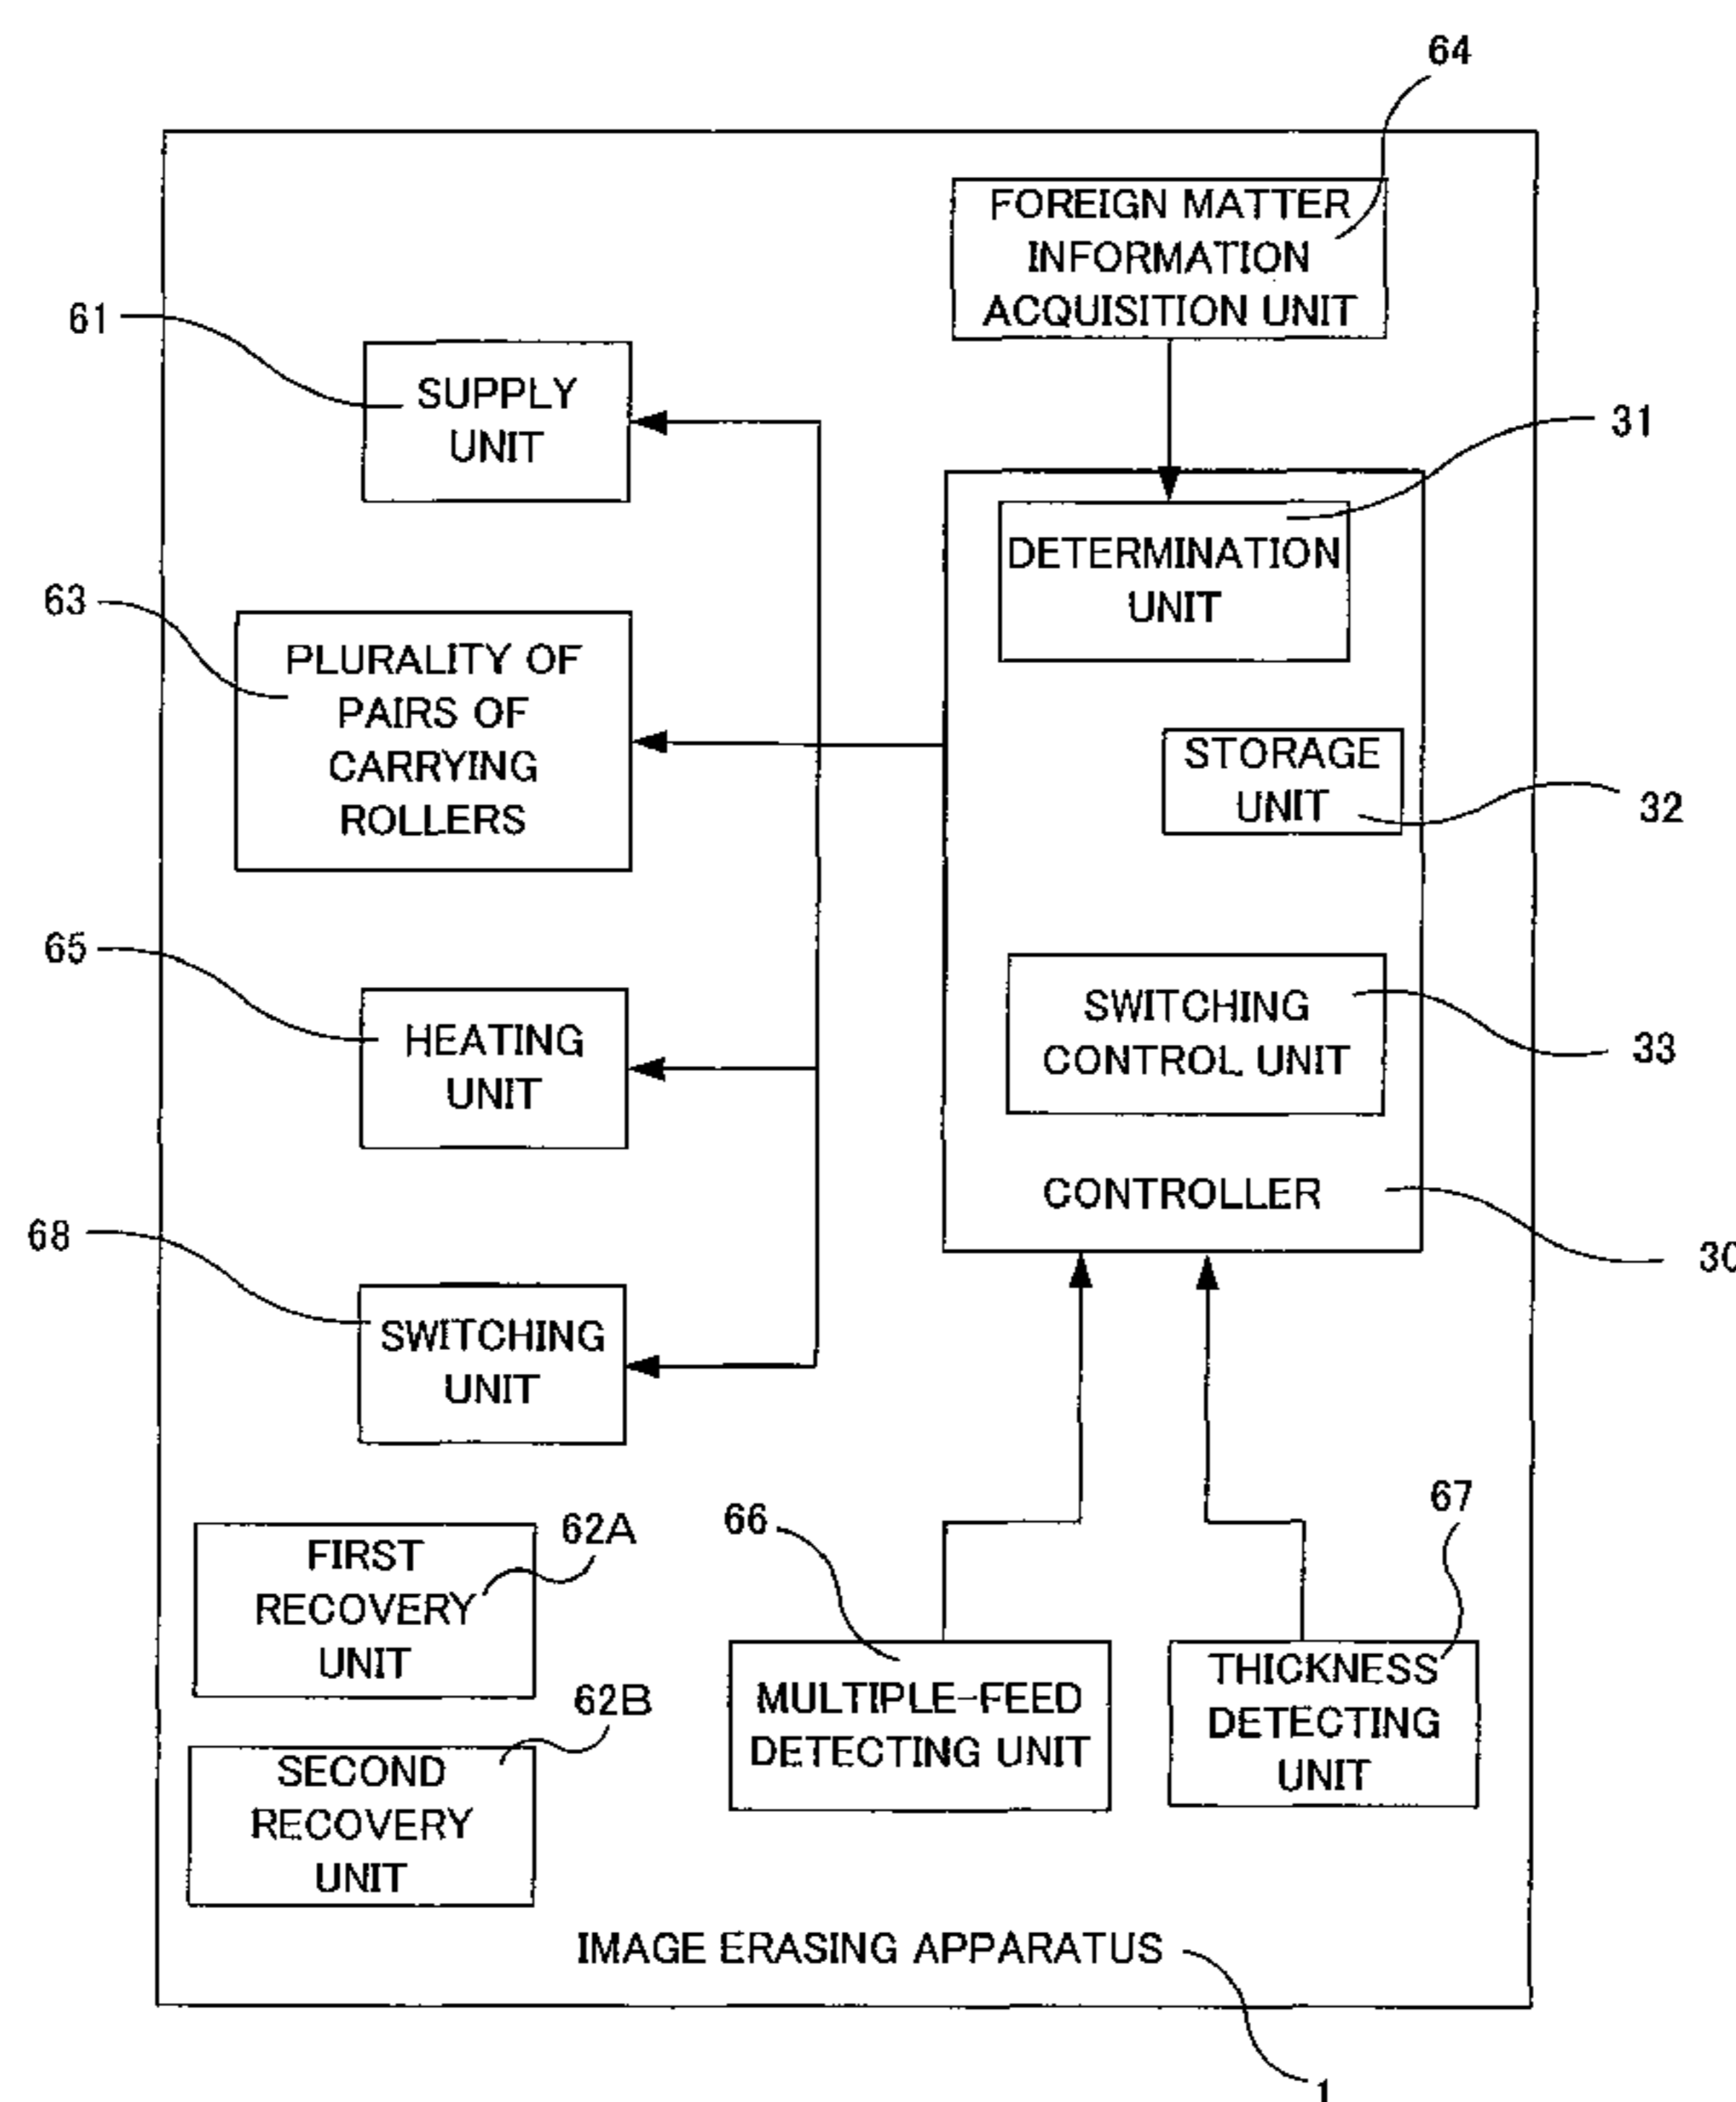 64
FOREIGN MATTER
INFORMATION
ACQUISITION UNIT
61
SUPPLY
UNIT
31
DETERMINATION
UNIT
63
PLURALITY OF
PAIRS OF
CARRYING
ROLLERS
STORAGE
UNIT
32
65
HEATING
UNIT
SWITCHING
CONTROL UNIT
33
CONTROLLER
30
68
SWITCHING
UNIT
FIRST
RECOVERY
UNIT
62A
66
MULTIPLE-FEED
DETECTING UNIT
67
THICKNESS
DETECTING
UNIT
62B
SECOND
RECOVERY
UNIT
IMAGE ERASING APPARATUS
1